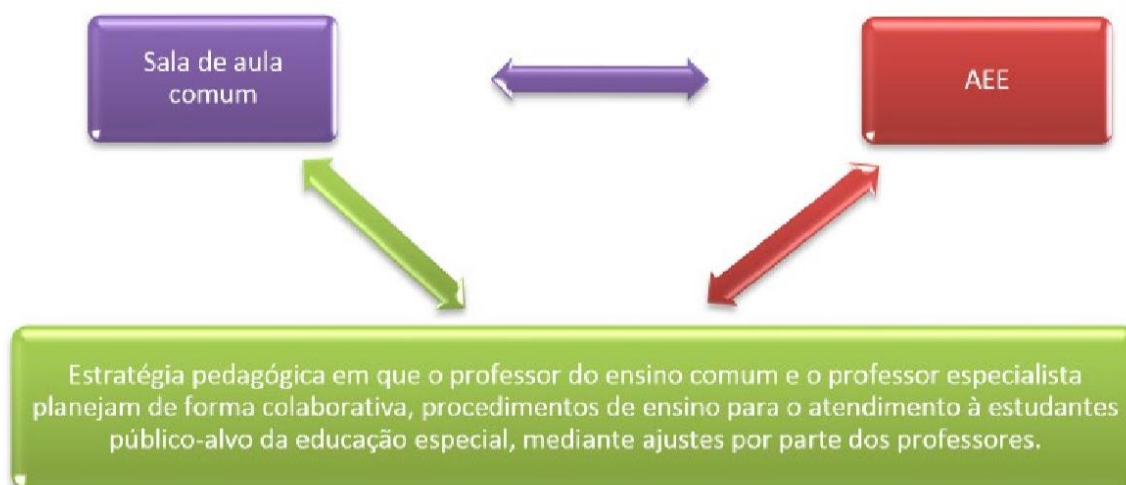 Sala de aula
comum
AEE
Estratégia pedagógica em que o professor do ensino comum e o professor especialista
planejam de forma colaborativa, procedimentos de ensino para o atendimento à estudantes
público-alvo da educação especial, mediante ajustes por parte dos professores.